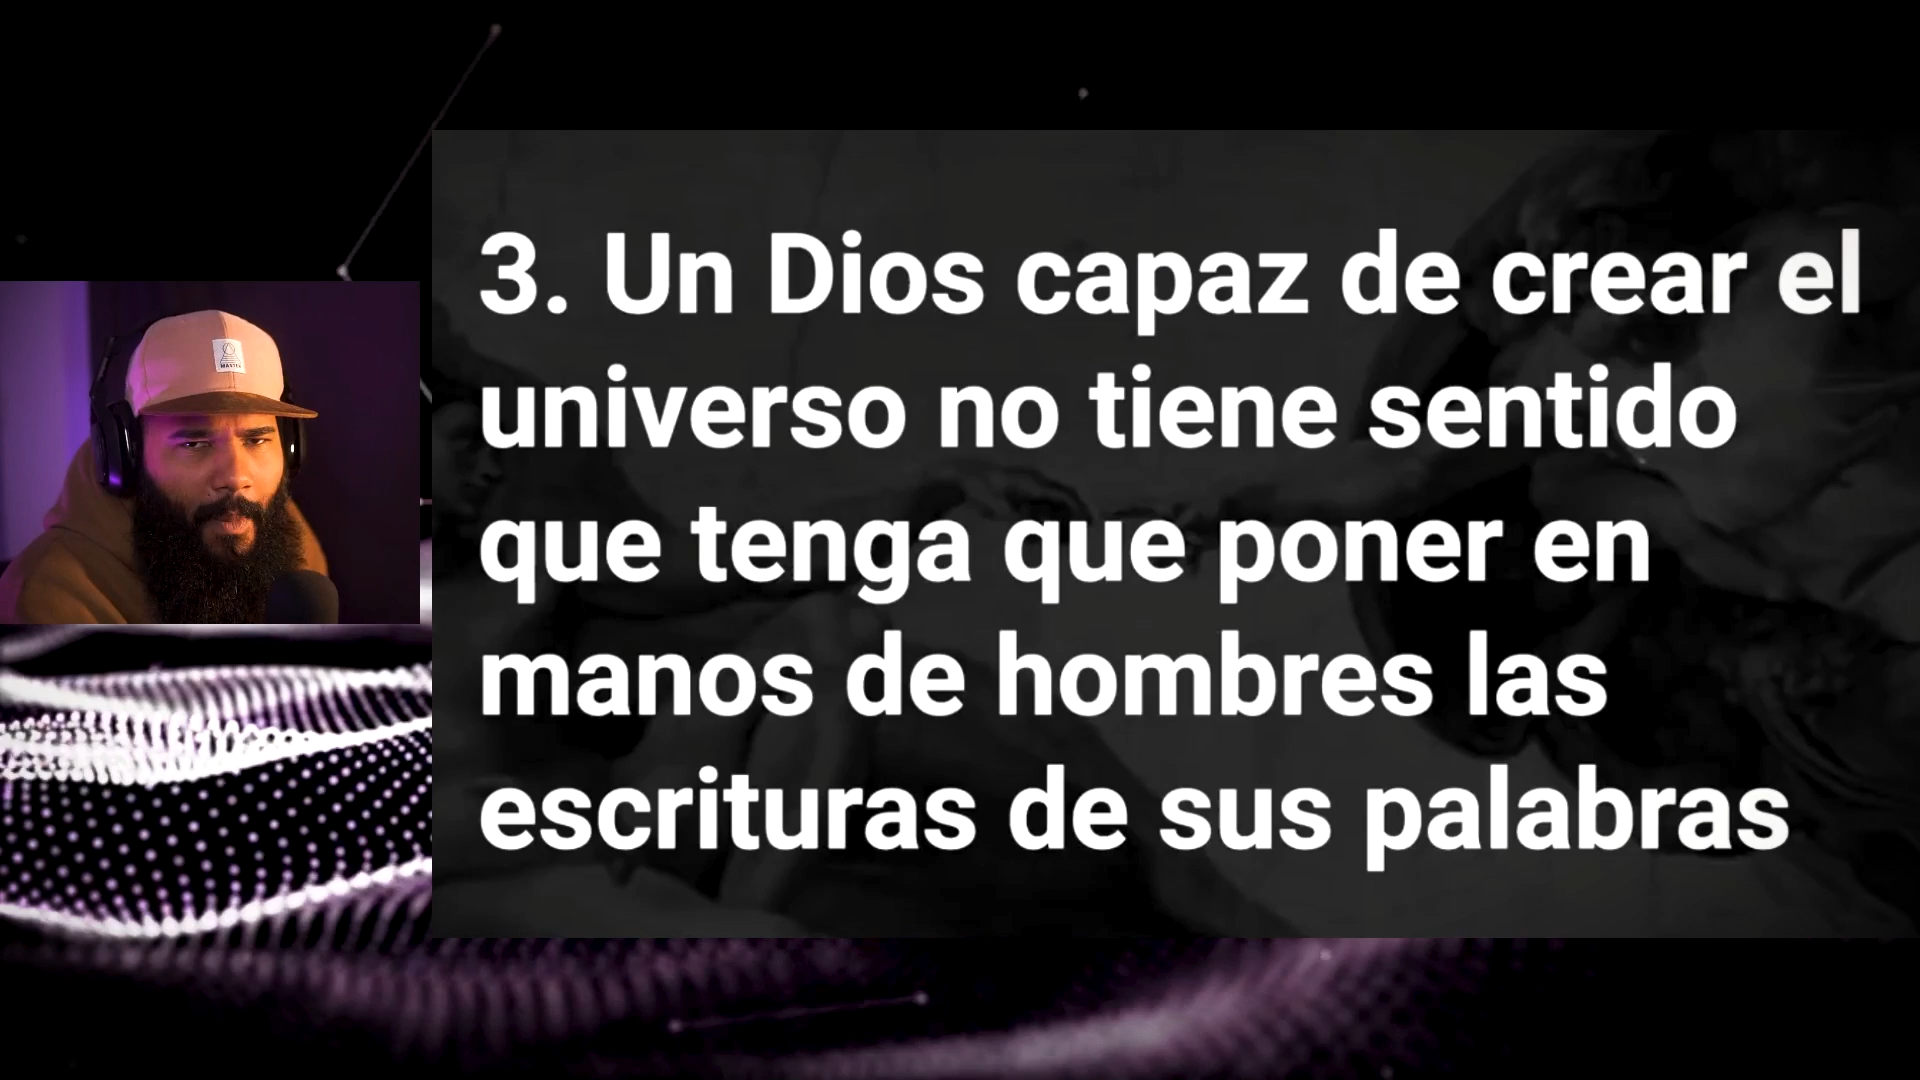 3. Un Dios capaz de crear el
universo no tiene sentido
que tenga que poner en
manos de hombres las
escrituras de sus palabras
MASTER